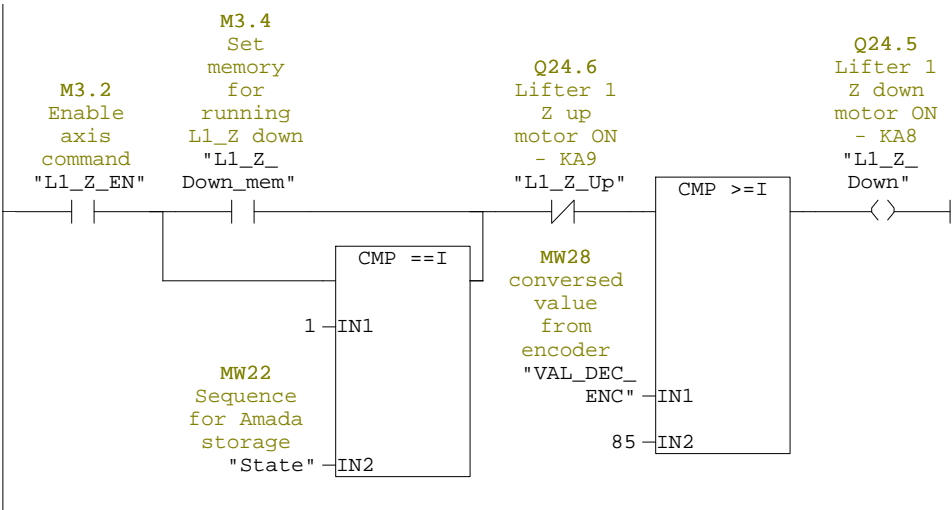 M3.4
Set
memory
for
running
L1_Z down
"L1_Z_
Down_mem"
M3.2
Enable
axis
command
"L1_Z_EN"
Q24.6
Lifter 1
Z up
motor ON
- KA9
"L1_Z_Up"
Q24.5
Lifter 1
Z down
motor ON
- KA8
"L1_Z_
Down"
CMP ==I
1 IN1
MW22
Sequence
for Amada
storage
"State" IN2
CMP >=I
MW28
conversed
value
from
encoder
"VAL_DEC_
ENC" IN1
85 IN2